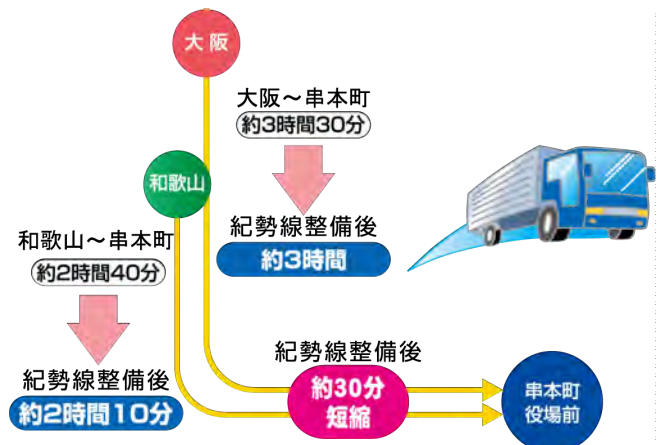 大阪
大阪～串本町
約3時間30分
和歌山
紀勢線整備後
約3時間
和歌山～串本町
約2時間40分
紀勢線整備後
約2時間10分
紀勢線整備後
約30分
短縮
串本町
役場前